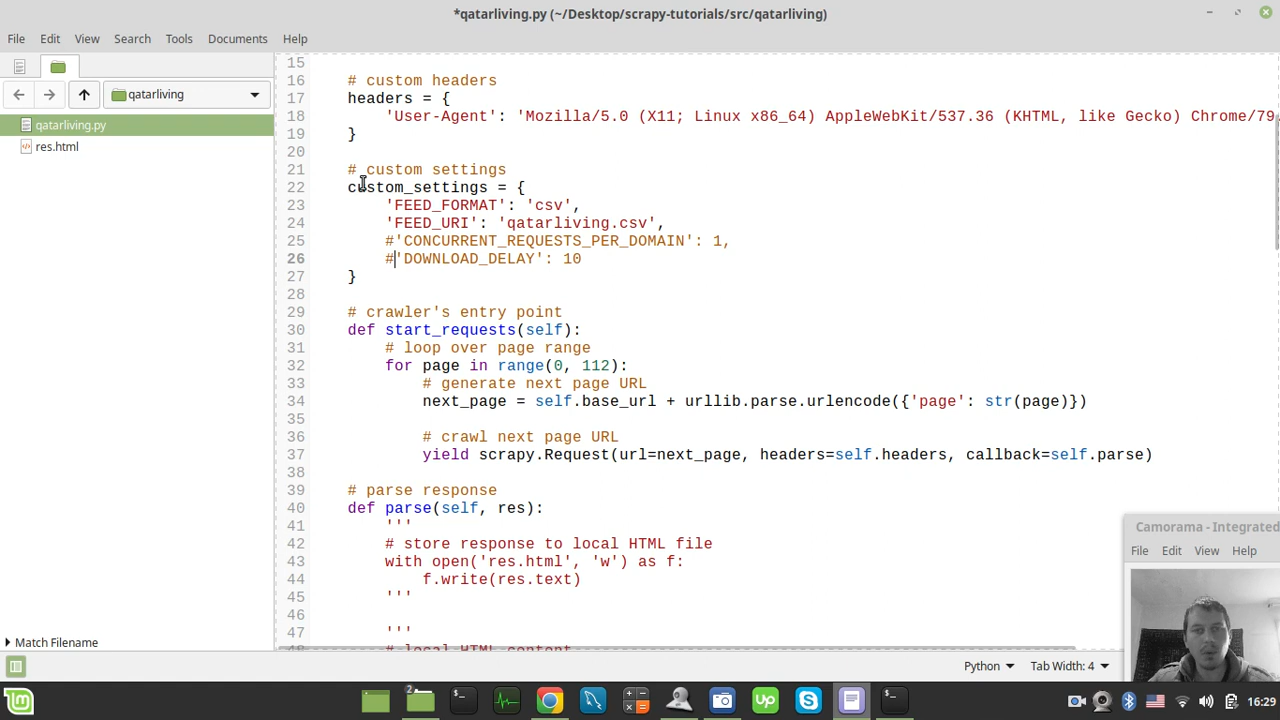 *qatarliving.py (~/Desktop/scrapy-tutorials/src/qatarliving)
File Edit View Search Tools Documents Help
qatarliving
qatarliving.py
res.html
Match Filename
15
16 # custom headers
17 headers = {
18 'User-Agent': 'Mozilla/5.0 (X11; Linux x86_64) AppleWebKit/537.36 (KHTML, like Gecko) Chrome/79
19 }
20
21 # custom settings
22 custom_settings = {
23 'FEED_FORMAT': 'csv',
24 'FEED_URI': 'qatarliving.csv',
25 #'CONCURRENT_REQUESTS_PER_DOMAIN': 1,
26 #'DOWNLOAD_DELAY': 10
27 }
28
29 # crawler's entry point
30 def start_requests(self):
31 # loop over page range
32 for page in range(0, 112):
33 # generate next page URL
34 next_page = self.base_url + urllib.parse.urlencode({'page': str(page)})
35
36 # crawl next page URL
37 yield scrapy.Request(url=next_page, headers=self.headers, callback=self.parse)
38
39 # parse response
40 def parse(self, res):
41 '''
42 # store response to local HTML file
43 with open('res.html', 'w') as f:
44 f.write(res.text)
45 '''
46
47 '''
48 # local HTML content
Python Tab Width: 4
Camorama - Integrated
File Edit View Help
2
Up
16:29